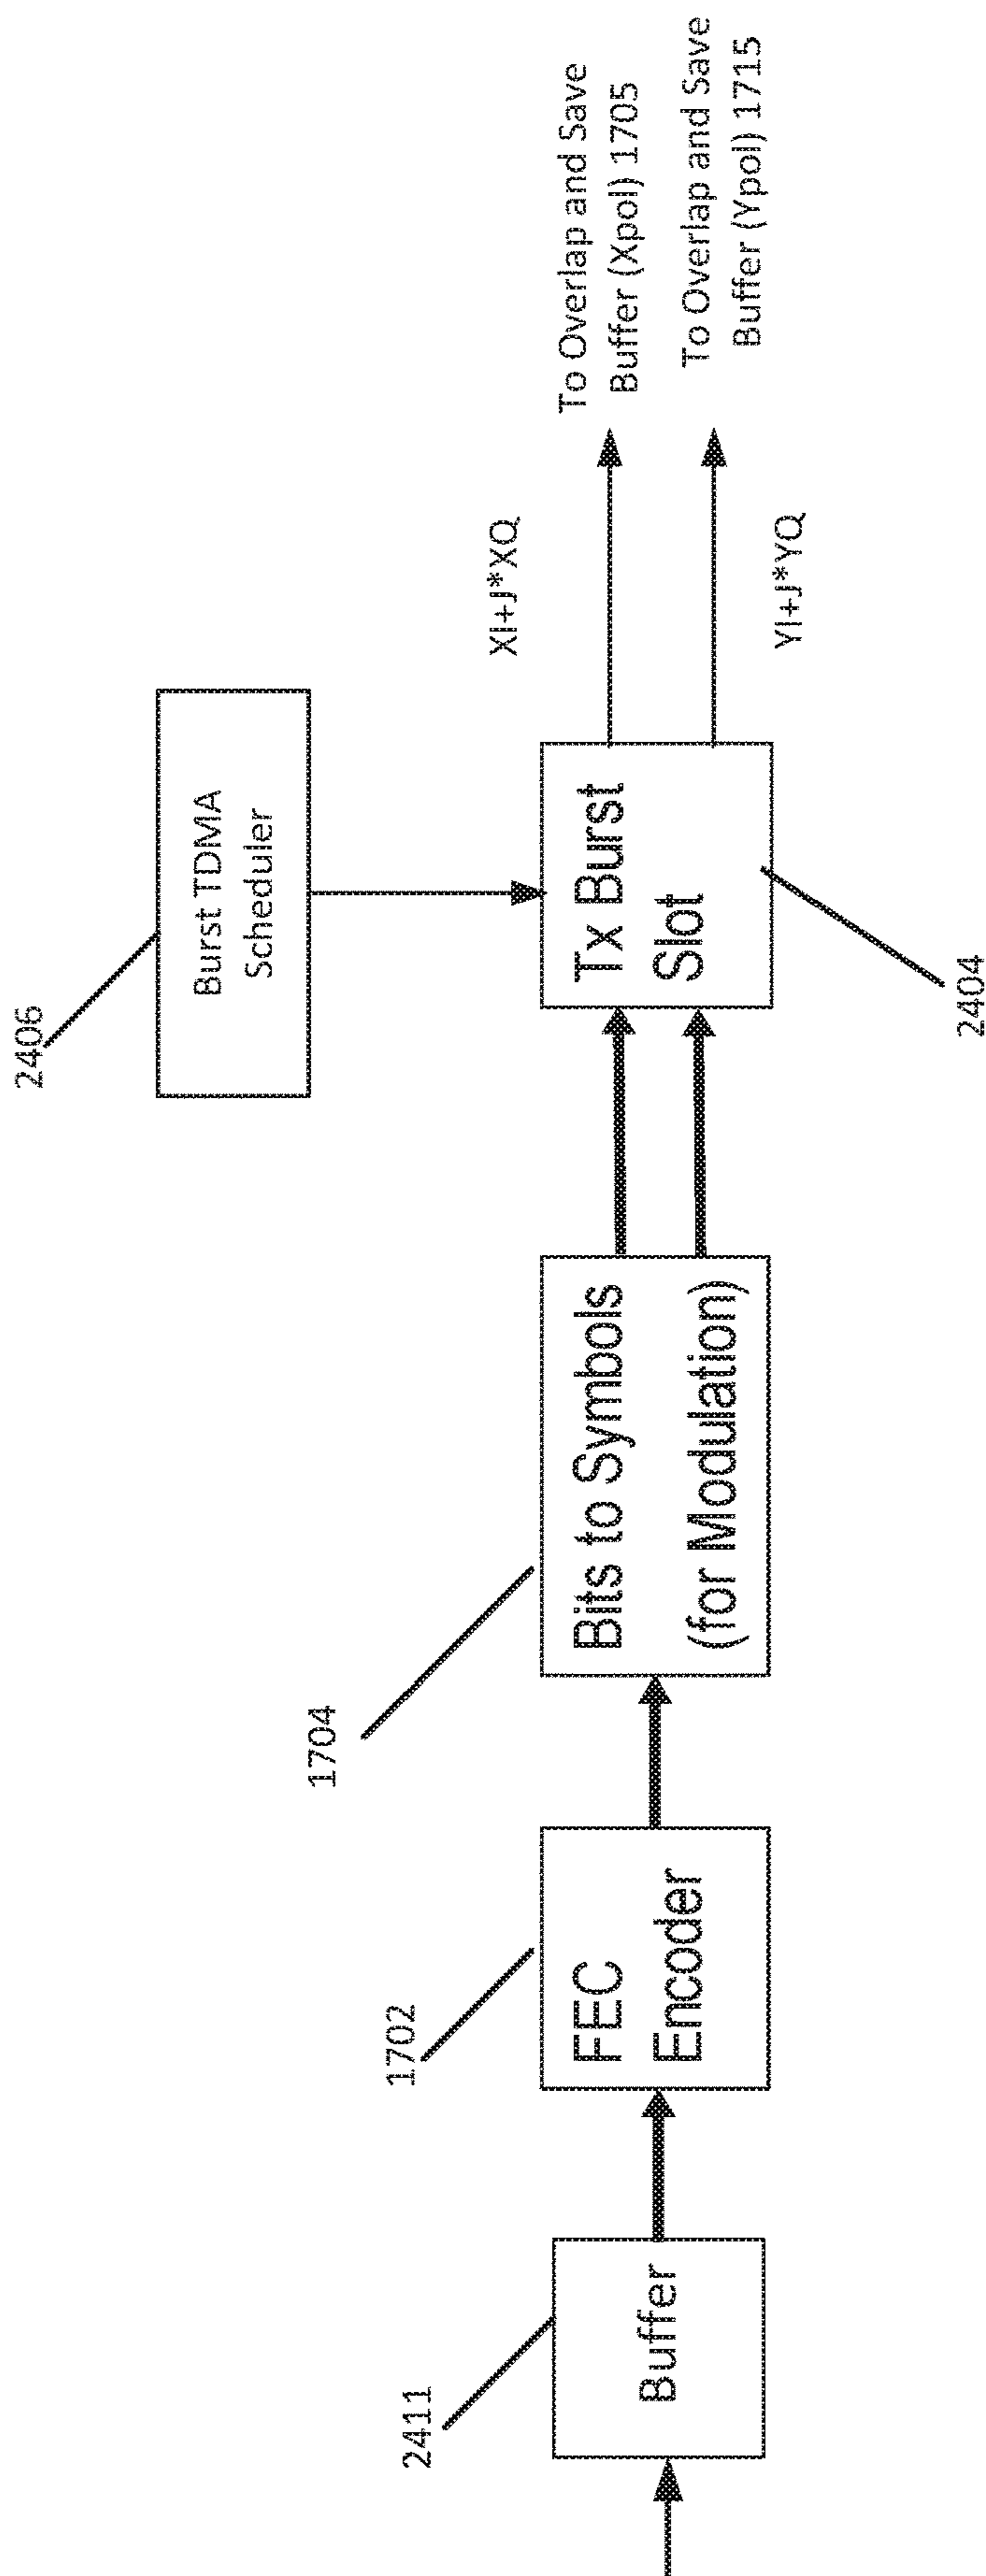 2411
Buffer
1702
FEC
Encoder
1704
Bits to Symbols
(for Modulation)
2406
Burst TDMA
Scheduler
Tx Burst
Slot
2404
XI+J*XQ
YI+J*YQ
To Overlap and Save
Buffer (Xpol) 1705
To Overlap and Save
Buffer (Ypol) 1715